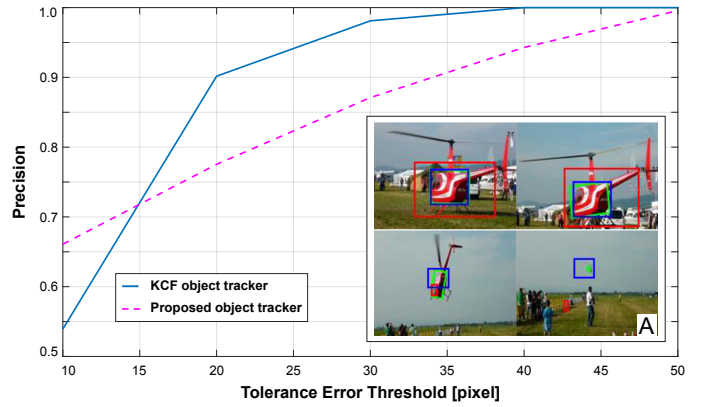 1.0
0.9
0.8
0.7
0.6
0.5
Precision
KCF object tracker
Proposed object tracker
A
10 15 20 25 30 35 40 45 50
Tolerance Error Threshold [pixel]